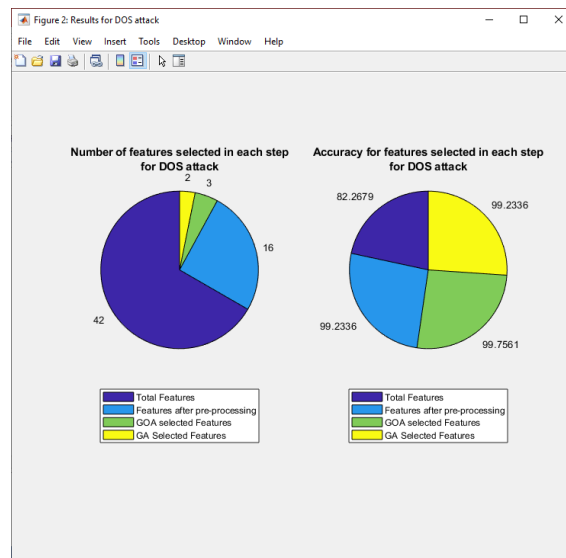 Figure 2: Results for DOS attack
File Edit View Insert Tools Desktop Window Help
Number of features selected in each step
for DOS attack
2
3
16
42
Total Features
Features after pre-processing
GOA selected Features
GA Selected Features
Accuracy for features selected in each step
for DOS attack
82.2679
99.2336
99.2336
99.7561
Total Features
Features after pre-processing
GOA selected Features
GA Selected Features